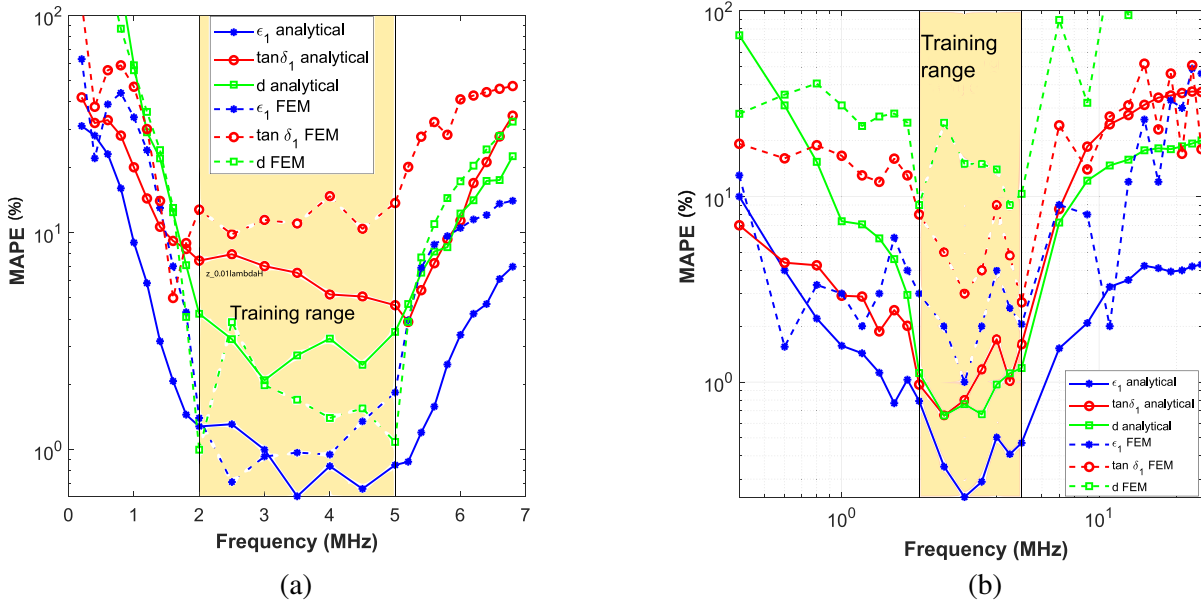 10^2
ϵ₁ analytical
tanδ₁ analytical
d analytical
ϵ₁ FEM
tan δ₁ FEM
d FEM
MAPE (%)
10^1
z_0.01lambdaH
Training range
10^0
0 1 2 3 4 5 6 7
Frequency (MHz)
(a)
10^2
Training
range
MAPE (%)
10^1
10^0
ϵ₁ analytical
tanδ₁ analytical
d analytical
ϵ₁ FEM
tan δ₁ FEM
d FEM
10^0 10^1
Frequency (MHz)
(b)